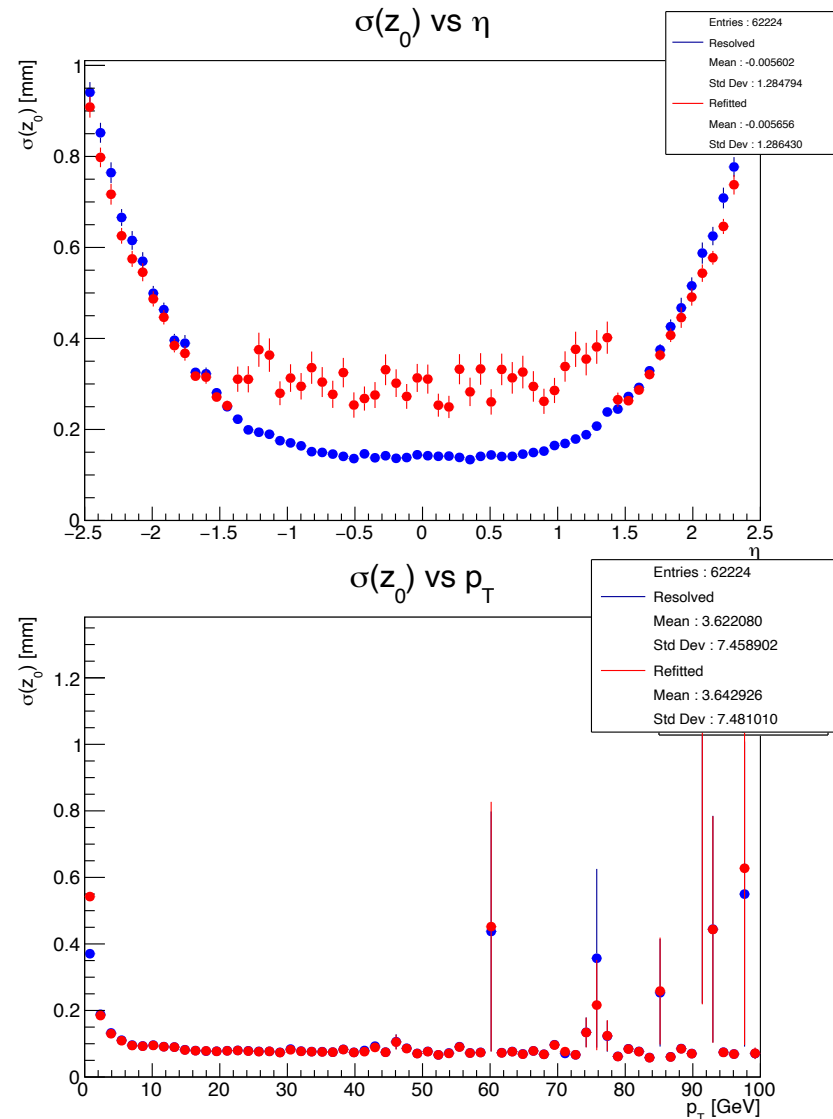 σ(z0) vs η
Entries : 62224
Resolved
Mean : -0.005602
Std Dev : 1.284794
Refitted
Mean : -0.005656
Std Dev : 1.286430
σ(z0) [mm]
1
0.8
0.6
0.4
0.2
0
−2.5 −2 −1.5 −1 −0.5 0 0.5 1 1.5 2 2.5
η
σ(z0) vs pT
Entries : 62224
Resolved
Mean : 3.622080
Std Dev : 7.458902
Refitted
Mean : 3.642926
Std Dev : 7.481010
σ(z0) [mm]
1.2
1
0.8
0.6
0.4
0.2
0
0 10 20 30 40 50 60 70 80 90 100
pT [GeV]